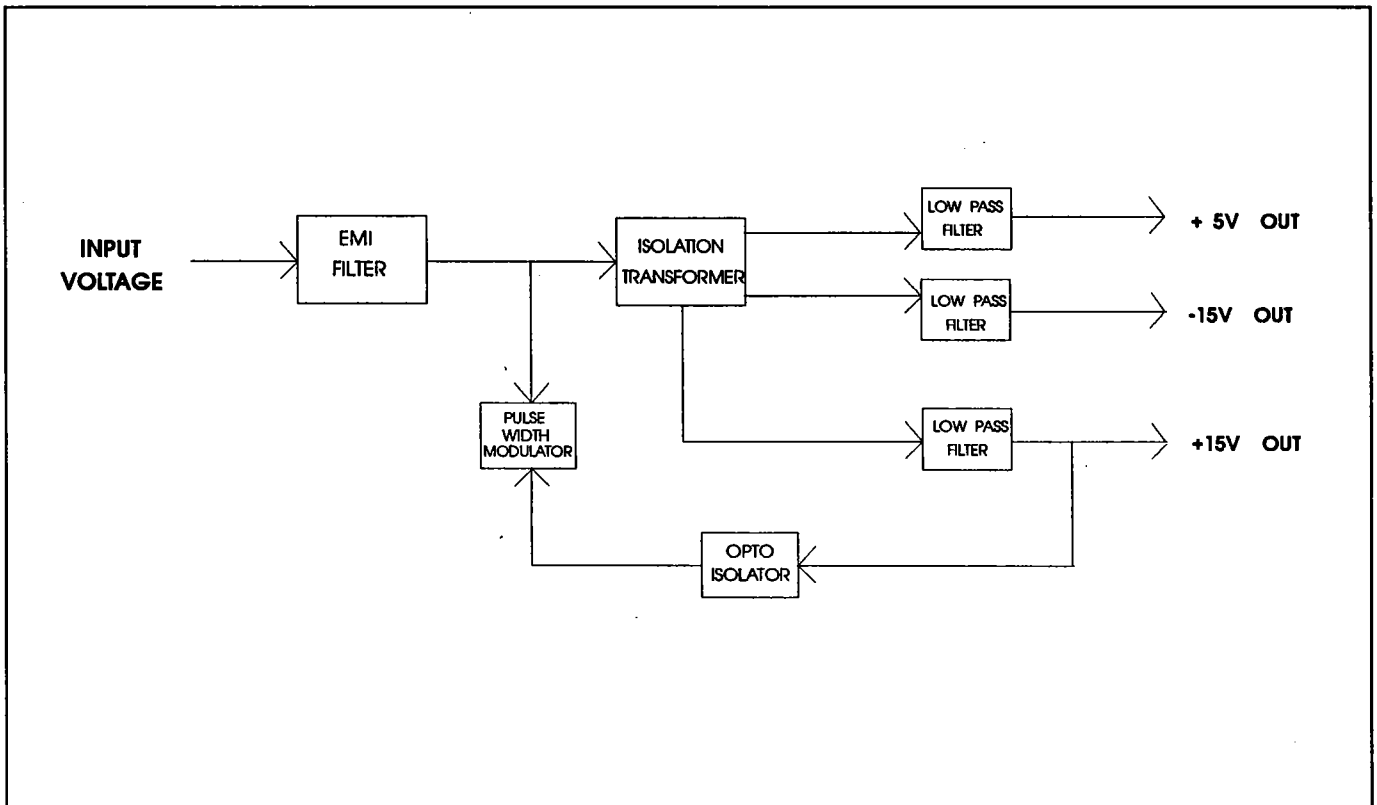 INPUT
VOLTAGE
EMI
FILTER
ISOLATION
TRANSFORMER
LOW PASS
FILTER
+ 5V OUT
LOW PASS
FILTER
-15V OUT
PULSE
WIDTH
MODULATOR
LOW PASS
FILTER
+15V OUT
OPTO
ISOLATOR